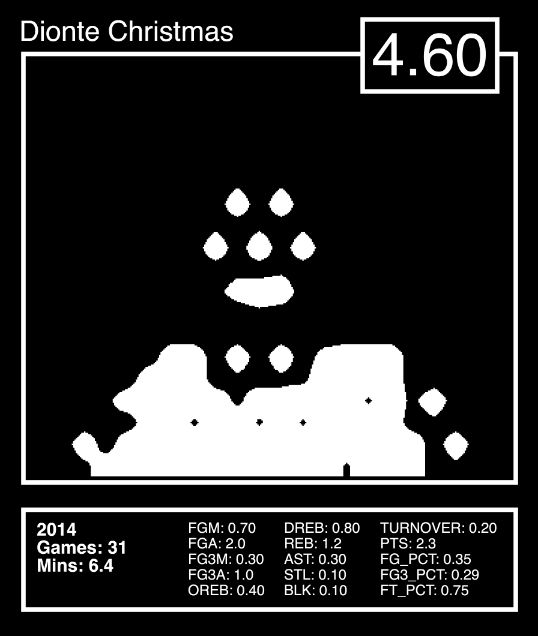 Dionte Christmas
4.60
2014
Games: 31
Mins: 6.4
FGM: 0.70
FGA: 2.0
FG3M: 0.30
FG3A: 1.0
OREB: 0.40
DREB: 0.80
REB: 1.2
AST: 0.30
STL: 0.10
BLK: 0.10
TURNOVER: 0.20
PTS: 2.3
FG_PCT: 0.35
FG3_PCT: 0.29
FT_PCT: 0.75